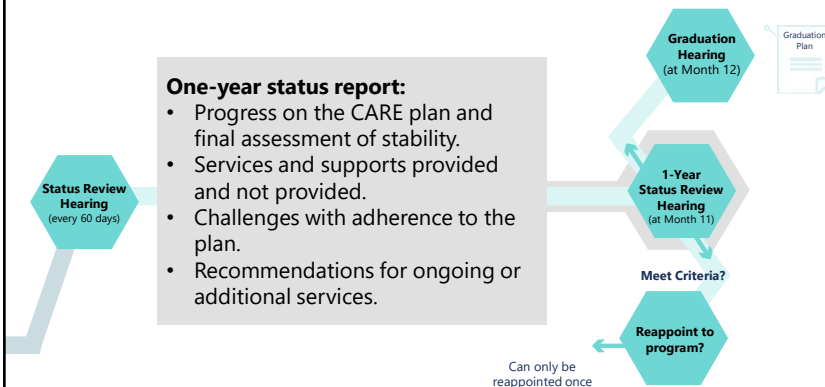 Graduation
Hearing
(at Month 12)
Graduation
Plan
One-year status report:
• Progress on the CARE plan and
final assessment of stability.
• Services and supports provided
and not provided.
• Challenges with adherence to the
plan.
• Recommendations for ongoing or
additional services.
Status Review
Hearing
(every 60 days)
1-Year
Status Review
Hearing
(at Month 11)
Meet Criteria?
Reappoint to
program?
Can only be
reappointed once